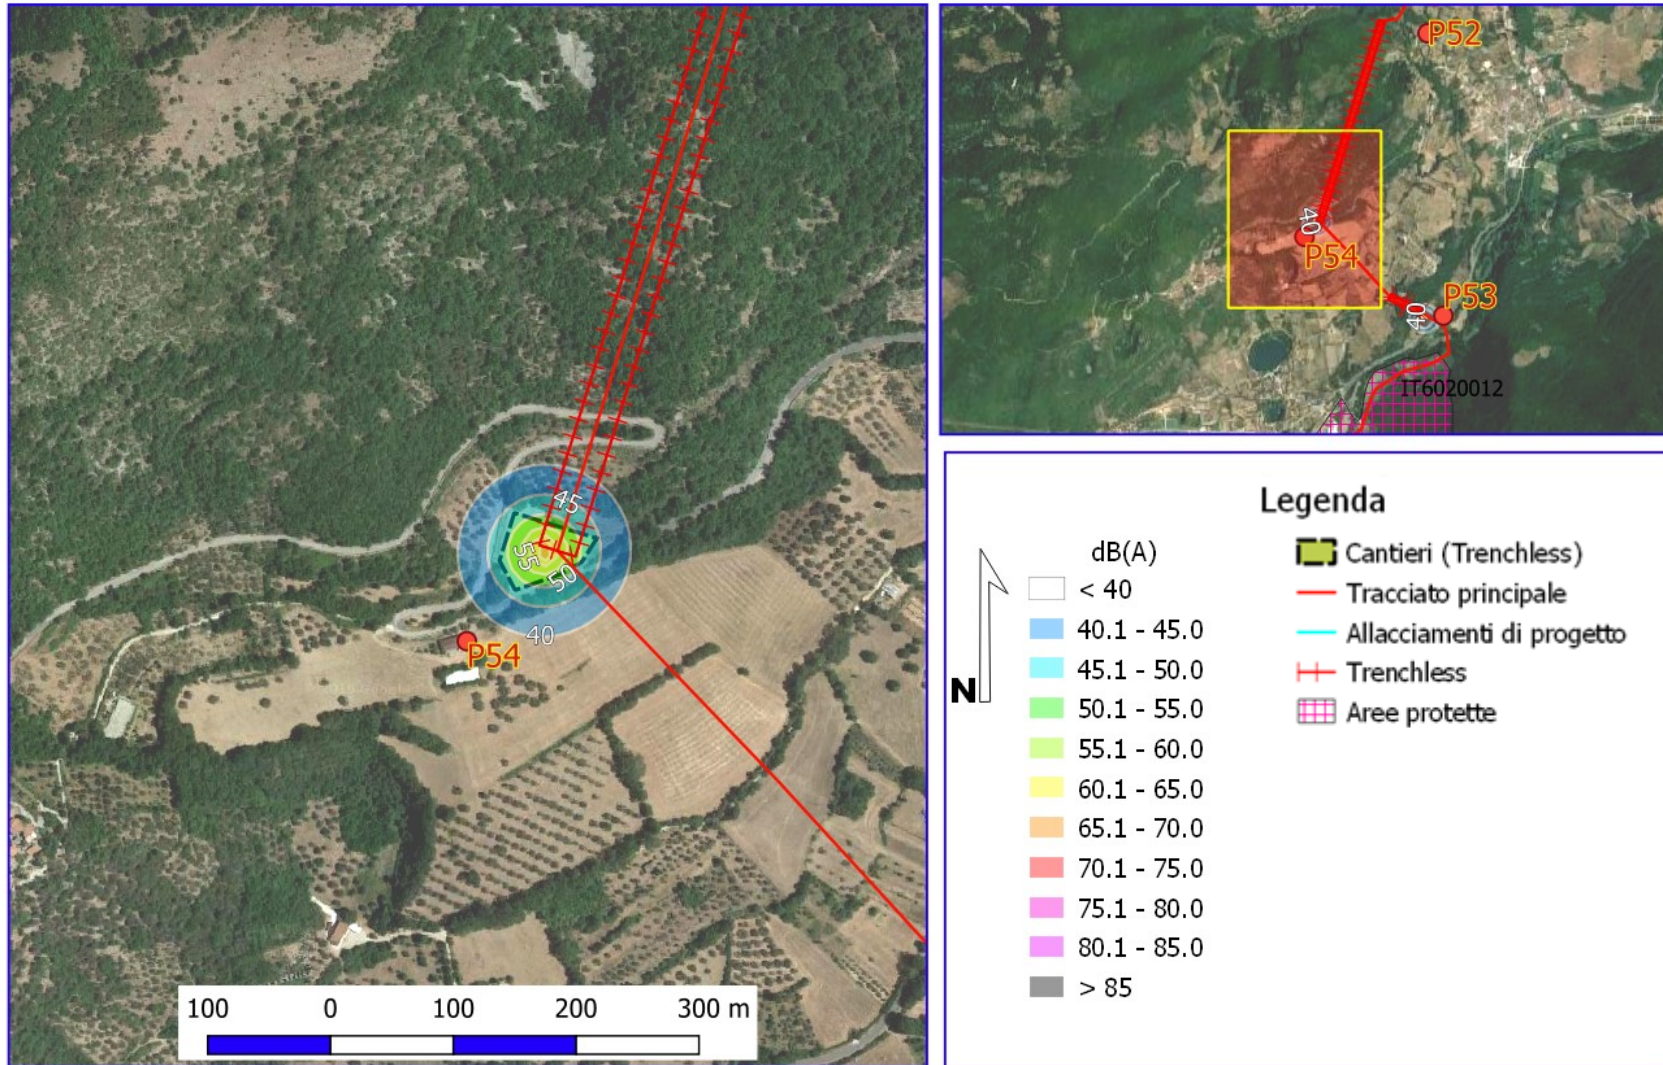 45
55
50
40
P54
100 0 100 200 300 m
P52
40
P54
P53
40
IT6020012
Legenda
dB(A)
< 40
40.1 - 45.0
45.1 - 50.0
50.1 - 55.0
55.1 - 60.0
60.1 - 65.0
65.1 - 70.0
70.1 - 75.0
75.1 - 80.0
80.1 - 85.0
> 85
N
Cantieri (Trenchless)
Tracciato principale
Allacciamenti di progetto
Trenchless
Aree protette